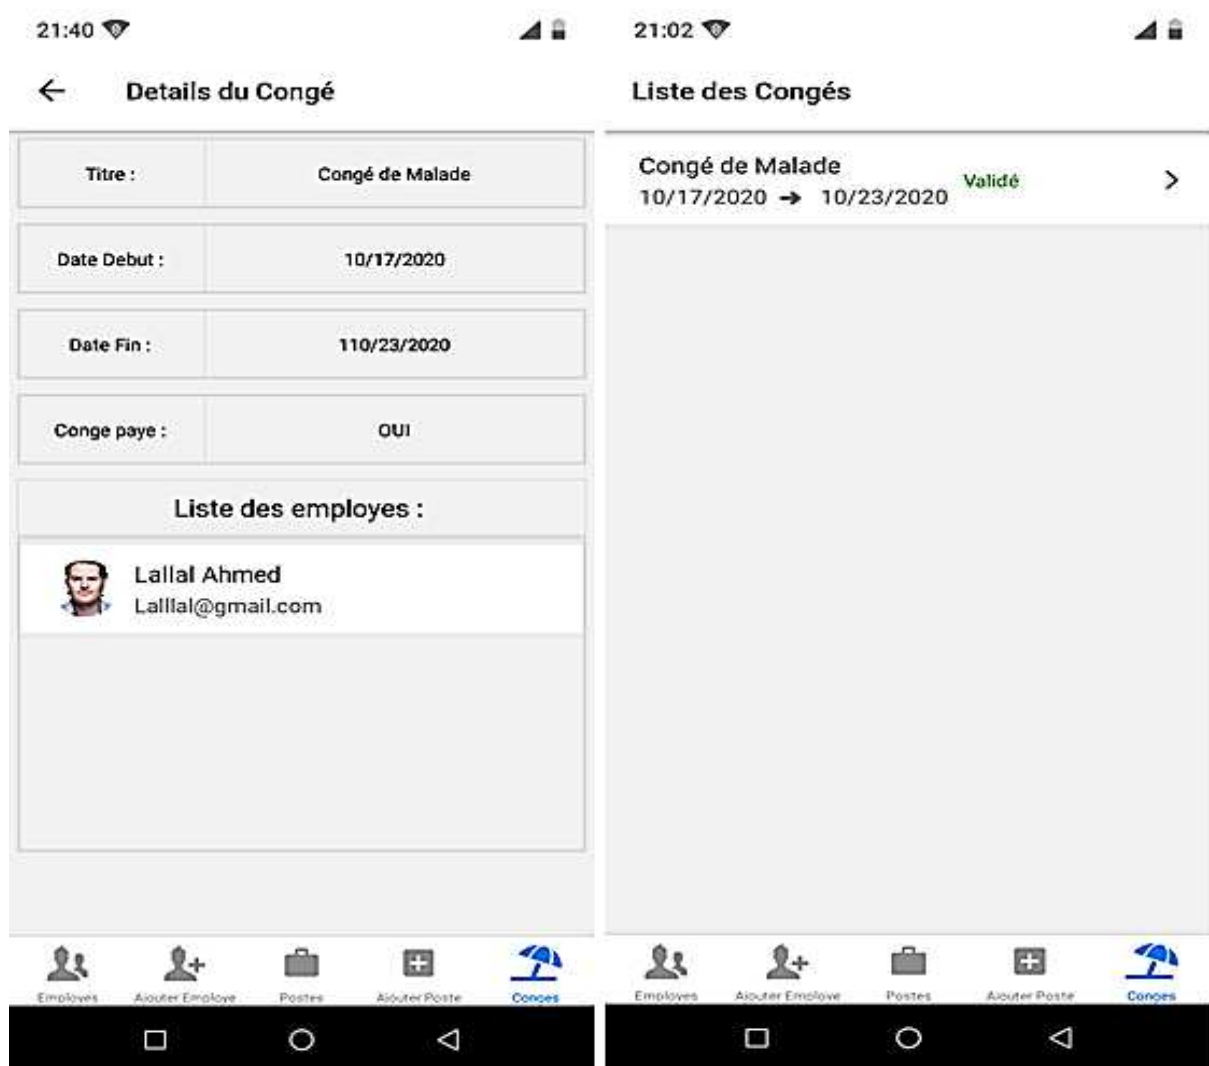 21:40
Details du Congé
Titre :
Congé de Malade
Date Debut :
10/17/2020
Date Fin :
110/23/2020
Conge paye :
OUI
Liste des employes :
Lallal Ahmed
Lalllal@gmail.com
Employes
Ajouter Employe
Postes
Ajouter Poste
Conges
21:02
Liste des Congés
Congé de Malade
10/17/2020 ➔ 10/23/2020
Validé
Employes
Ajouter Employe
Postes
Ajouter Poste
Conges